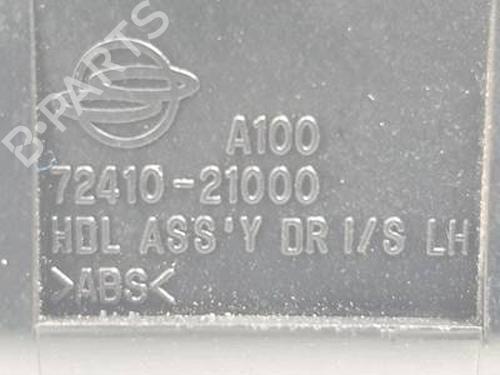 B-PARTS
A100
72410-21000
HDL ASS'Y DR I/S LH
>ABS<